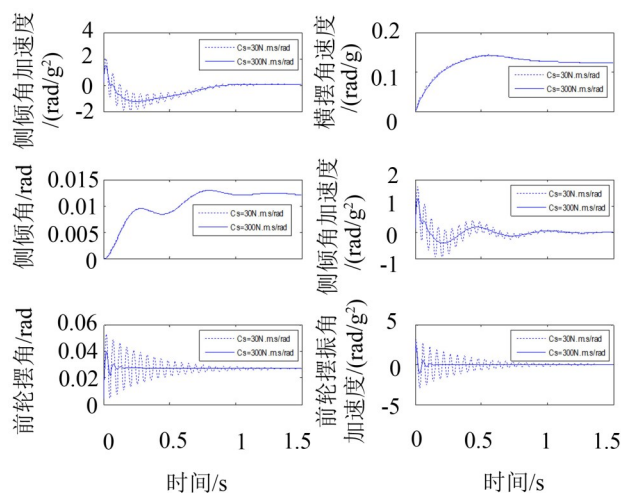 侧倾角加速度
/(rad/g²)
4
2
0
-2
Cs=30N.m.s/rad
Cs=300N.m.s/rad
横摆角速度
/(rad/g)
0.2
0.1
0
Cs=30N.m.s/rad
Cs=300N.m.s/rad
侧倾角/rad
0.015
0.01
0.005
0
Cs=30N.m.s/rad
Cs=300N.m.s/rad
侧倾角加速度
/(rad/g²)
2
1
0
-1
Cs=30N.m.s/rad
Cs=300N.m.s/rad
前轮摆角/rad
0.06
0.04
0.02
0
Cs=30N.m.s/rad
Cs=300N.m.s/rad
0 0.5 1 1.5
时间/s
前轮摆振角
加速度/(rad/g²)
5
0
-5
Cs=30N.m.s/rad
Cs=300N.m.s/rad
0 0.5 1 1.5
时间/s